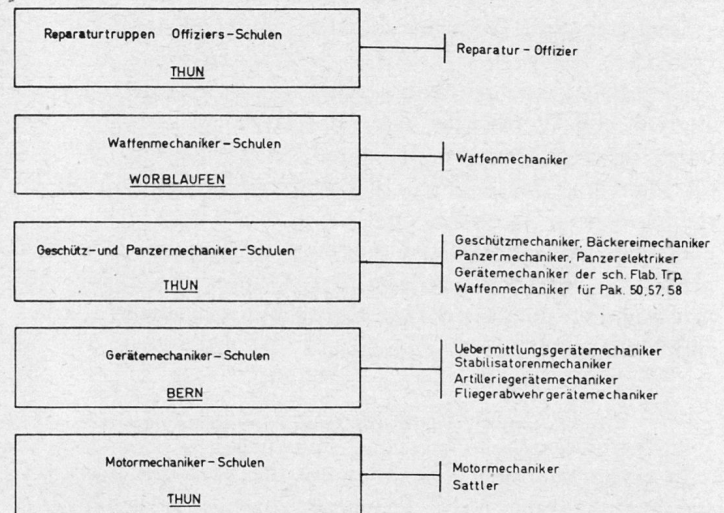 Reparaturtruppen Offiziers-Schulen
THUN
Reparatur-Offizier
Waffenmechaniker-Schulen
WORBLAUFEN
Waffenmechaniker
Geschütz-und Panzermechaniker-Schulen
THUN
Geschützmechaniker, Bäckereimechaniker
Panzermechaniker, Panzerelektriker
Gerätemechaniker der sch. Flab. Trp.
Waffenmechaniker für Pak. 50,57,58
Gerätemechaniker-Schulen
BERN
Uebermittlungsgerätemechaniker
Stabilisatorenmechaniker
Artilleriegerätemechaniker
Fliegerabwehrgerätemechaniker
Motormechaniker-Schulen
THUN
Motormechaniker
Sattler